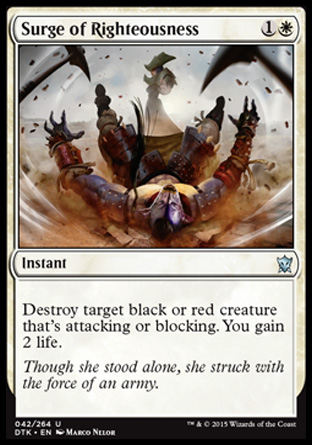 Surge of Righteousness 1
Instant
Destroy target black or red creature
that's attacking or blocking. You gain
2 life.
Though she stood alone, she struck with
the force of an army.
042/264 U
DTK • EN Marco Nelor
™ & © 2015 Wizards of the Coast